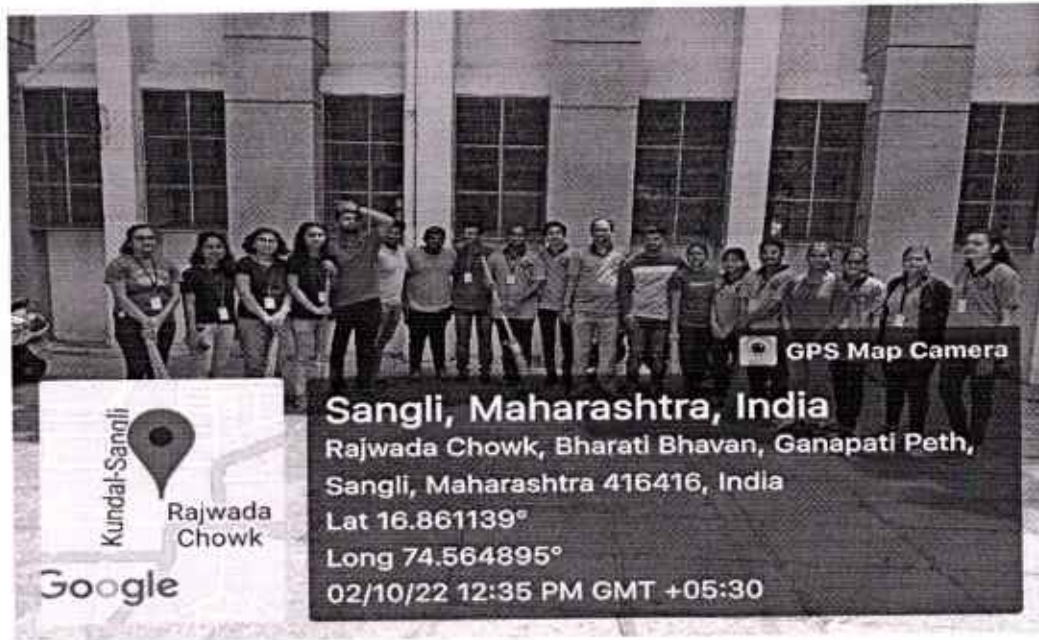 GPS Map Camera
Sangli, Maharashtra, India
Rajwada Chowk, Bharati Bhavan, Ganapati Peth,
Sangli, Maharashtra 416416, India
Lat 16.861139°
Long 74.564895°
02/10/22 12:35 PM GMT +05:30
Kundal-Sangli
Rajwada
Chowk
Google